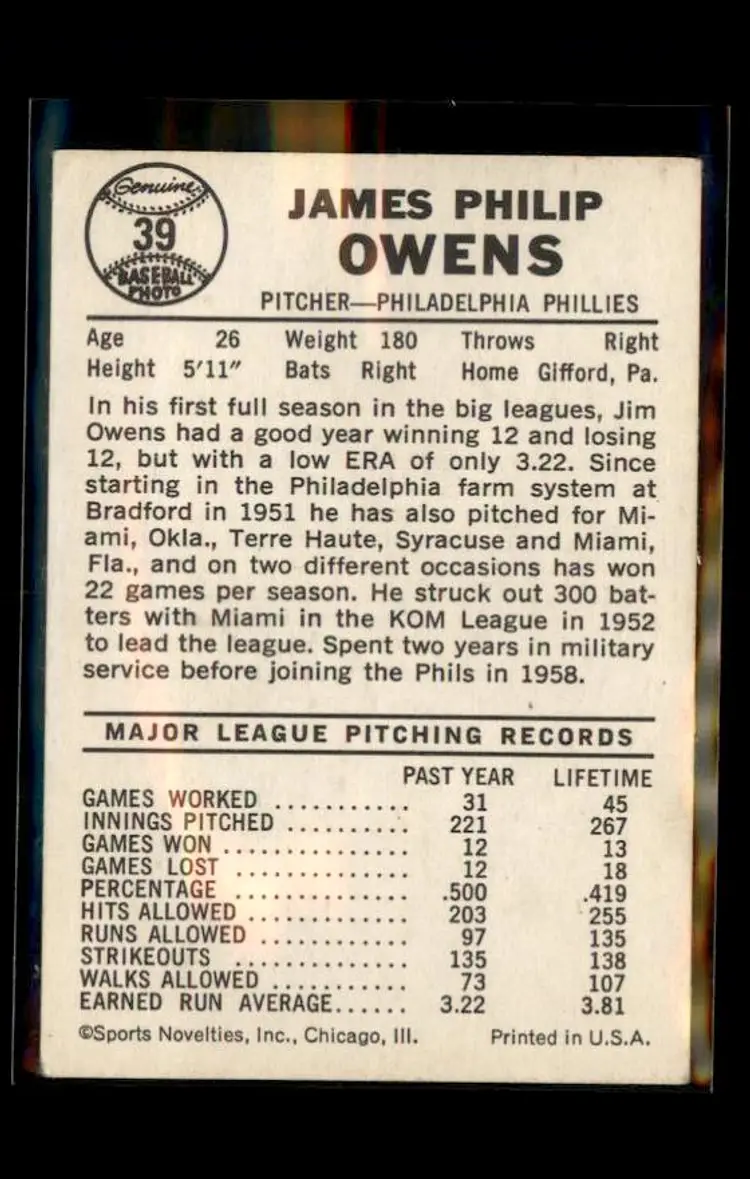 Genuine
39
BASEBALL
PHOTO
JAMES PHILIP
OWENS
PITCHER—PHILADELPHIA PHILLIES
Age 26 Weight 180 Throws Right
Height 5'11" Bats Right Home Gifford, Pa.
In his first full season in the big leagues, Jim
Owens had a good year winning 12 and losing
12, but with a low ERA of only 3.22. Since
starting in the Philadelphia farm system at
Bradford in 1951 he has also pitched for Mi-
ami, Okla., Terre Haute, Syracuse and Miami,
Fla., and on two different occasions has won
22 games per season. He struck out 300 bat-
ters with Miami in the KOM League in 1952
to lead the league. Spent two years in military
service before joining the Phils in 1958.
MAJOR LEAGUE PITCHING RECORDS
PAST YEAR LIFETIME
GAMES WORKED ........... 31 45
INNINGS PITCHED .......... 221 267
GAMES WON ............... 12 13
GAMES LOST .............. 12 18
PERCENTAGE .............. .500 .419
HITS ALLOWED ............. 203 255
RUNS ALLOWED ............ 97 135
STRIKEOUTS .............. 135 138
WALKS ALLOWED ........... 73 107
EARNED RUN AVERAGE...... 3.22 3.81
©Sports Novelties, Inc., Chicago, Ill. Printed in U.S.A.